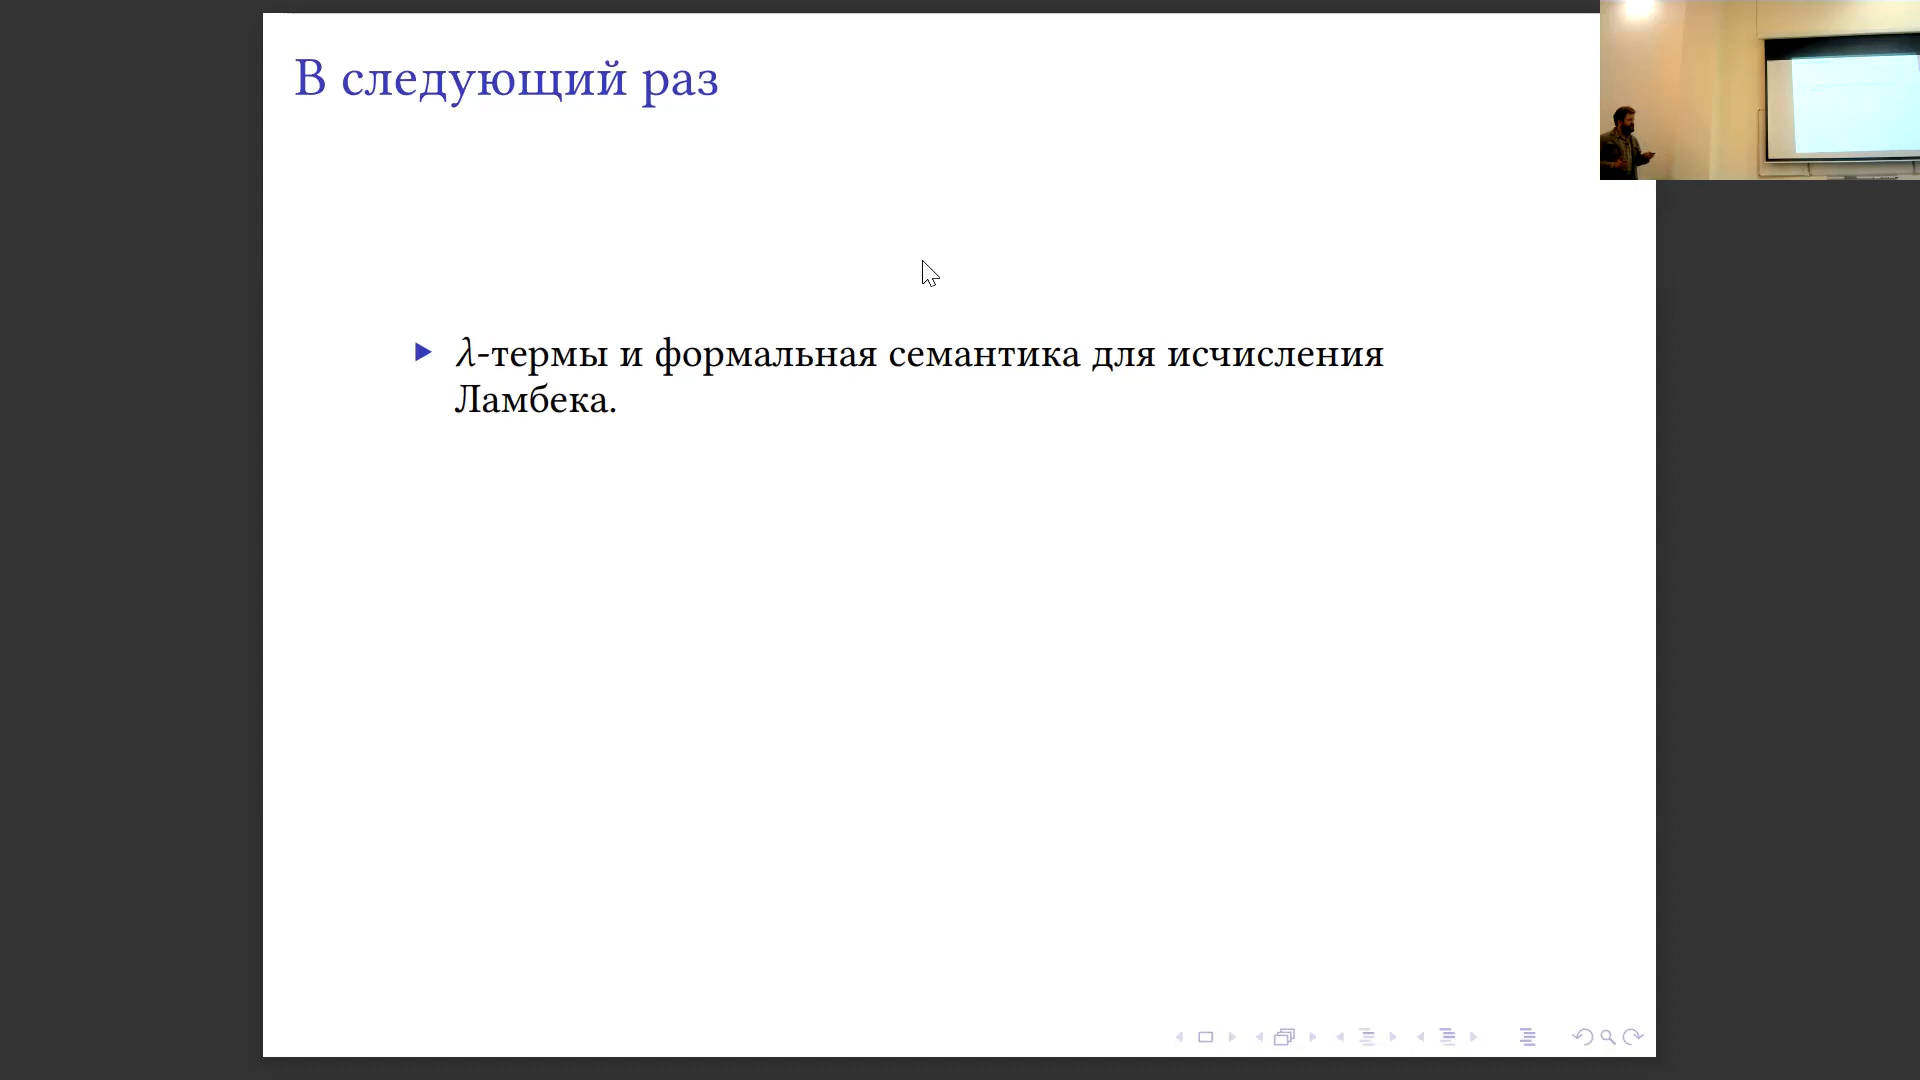 В следующий раз
λ-термы и формальная семантика для исчисления
Ламбека.